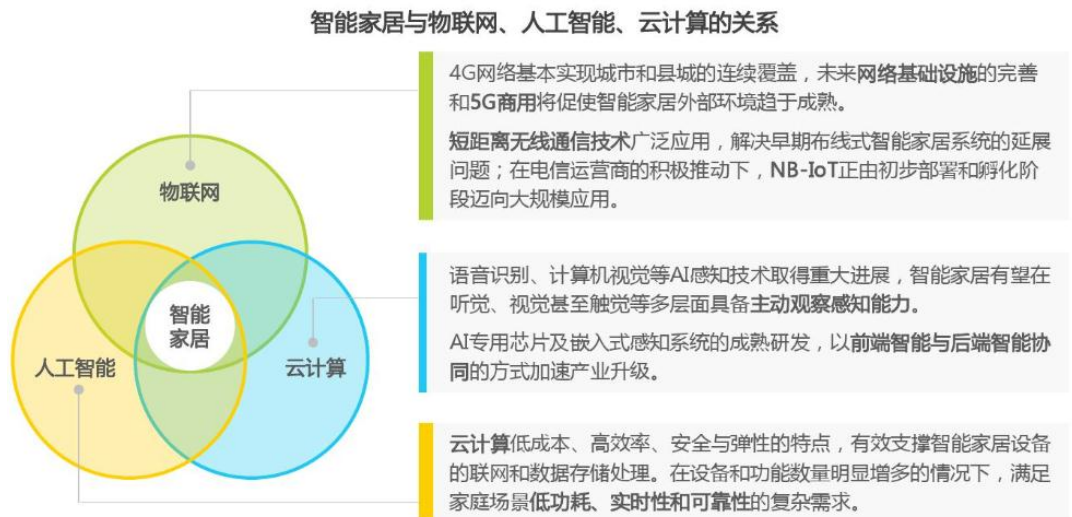 智能家居与物联网、人工智能、云计算的关系
4G网络基本实现城市和县城的连续覆盖，未来网络基础设施的完善
和5G商用将促使智能家居外部环境趋于成熟。
短距离无线通信技术广泛应用，解决早期布线式智能家居系统的延展
问题；在电信运营商的积极推动下，NB-IoT正由初步部署和孵化阶
段迈向大规模应用。
物联网
智能
家居
人工智能
云计算
语音识别、计算机视觉等AI感知技术取得重大进展，智能家居有望在
听觉、视觉甚至触觉等多层面具备主动观察感知能力。
AI专用芯片及嵌入式感知系统的成熟研发，以前端智能与后端智能协
同的方式加速产业升级。
云计算低成本、高效率、安全与弹性的特点，有效支撑智能家居设备
的联网和数据存储处理。在设备和功能数量明显增多的情况下，满足
家庭场景低功耗、实时性和可靠性的复杂需求。